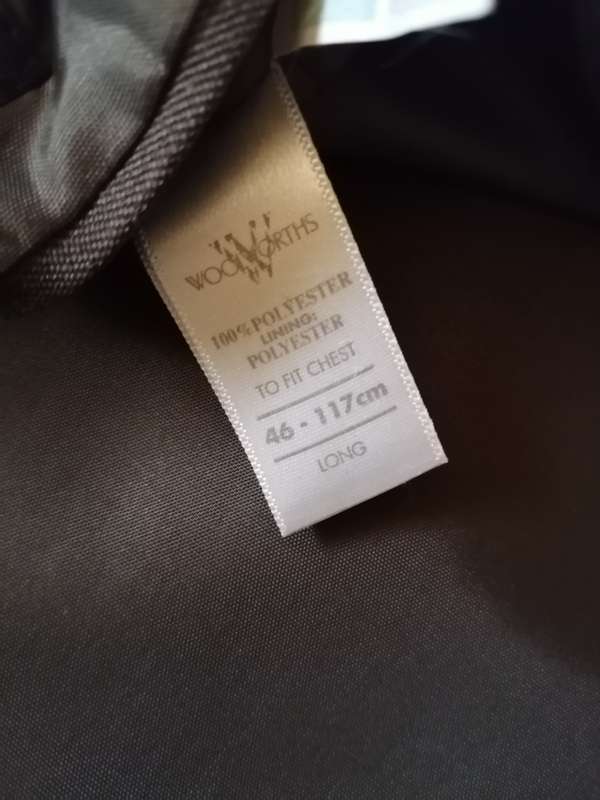 WOOLWORTHS
100% POLYESTER
LINING:
POLYESTER
TO FIT CHEST
46 - 117cm
LONG